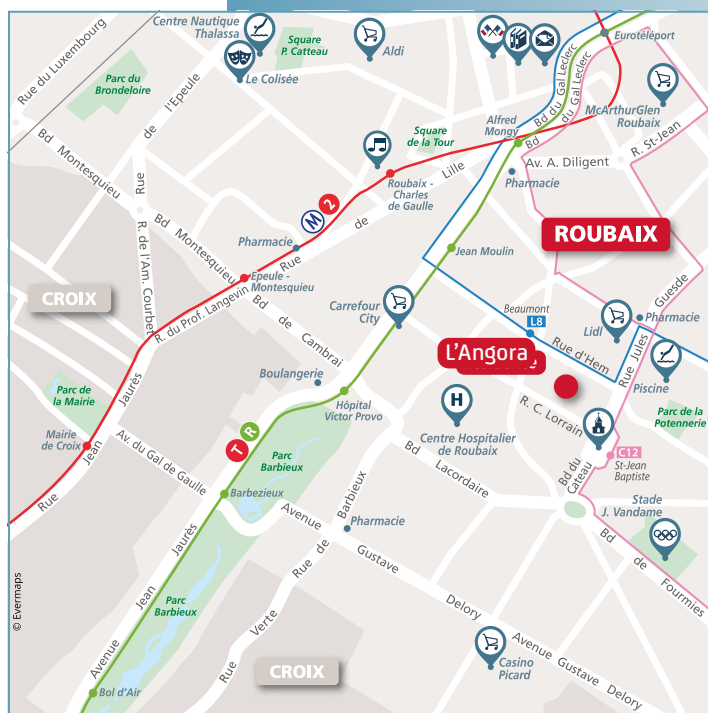 Centre Nautique
Thalassa
Square
P. Catteau
Aldi
Eurotéléport
Rue du Luxembourg
Parc du
Brondeloire
Le Colisée
Bd du Gal Leclerc
Bd du Gal Leclerc
McArthurGlen
Roubaix
Rue de l'Epeule
Alfred
Mongy
Square
de la Tour
R. St-Jean
Bd Montesquieu
Av. A. Diligent
Roubaix -
Charles
de Gaulle
Pharmacie
2
M
Rue de Lille
ROUBAIX
Bd Montesquieu
Pharmacie
Jean Moulin
R. de l'Am. Courbet
Epeule -
Montesquieu
CROIX
R. du Prof. Langevin
Bd de Cambrai
Carrefour
City
Beaumont
L8
Lidl
Pharmacie
Rue Jules Guesde
Rue d'Hem
L'Angora
Boulangerie
Piscine
Parc de
la Mairie
Hôpital
Victor Provo
H
R. C. Lorrain
Parc de la
Potennerie
Mairie
de Croix
Rue Jean Jaurès
Av. du Gal de Gaulle
T
R
Parc
Barbieux
Centre Hospitalier
de Roubaix
C12
St-Jean
Baptiste
Bd Lacordaire
Bd du
Cateau
Barbezieux
Stade
J. Vandame
Avenue Gustave Delory
Pharmacie
Rue de Barbieux
Bd de Fourmies
Avenue Jean Jaurès
Parc
Barbieux
Rue Verte
© Evermaps
Avenue Gustave Delory
CROIX
Casino
Picard
Bol d'Air